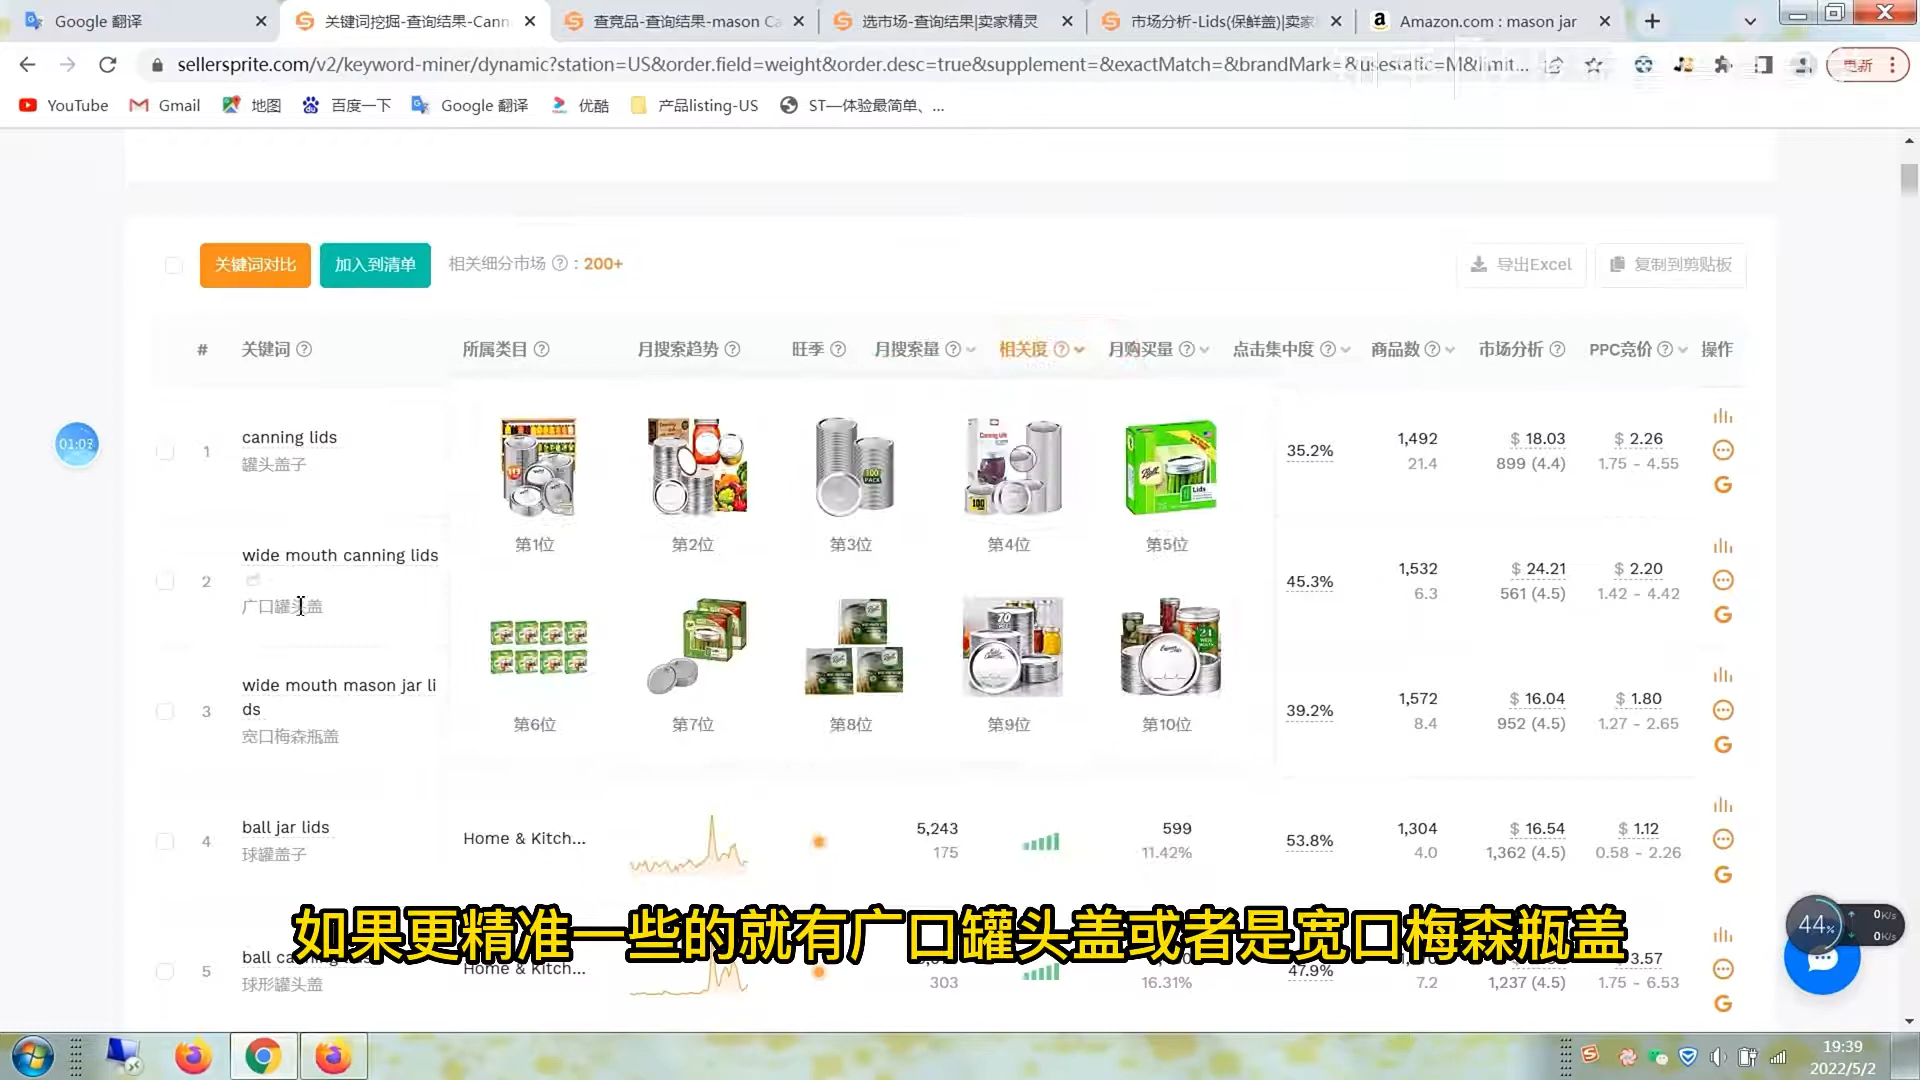 Google 翻译
关键词挖掘-查询结果-Cann
查竞品-查询结果-mason Ca
选市场-查询结果|卖家精灵
市场分析-Lids(保鲜盖)|卖家
Amazon.com : mason jar
sellersprite.com/v2/keyword-miner/dynamic?station=US&order.field=weight&order.desc=true&supplement=&exactMatch=&brandMark=&usestatic=M&limit...
更新
YouTube
Gmail
地图
百度一下
Google 翻译
优酷
产品listing-US
ST—体验最简单、...
关键词对比
加入到清单
相关细分市场 ? : 200+
导出Excel
复制到剪贴板
# 关键词 所属类目 月搜索趋势 旺季 月搜索量 相关度 月购买量 点击集中度 商品数 市场分析 PPC竞价 操作
01:03
1 canning lids 35.2% 1,492 $ 18.03 $ 2.26
罐头盖子 21.4 899 (4.4) 1.75 - 4.55
第1位 第2位 第3位 第4位 第5位
2 wide mouth canning lids 45.3% 1,532 $ 24.21 $ 2.20
广口罐头盖 6.3 561 (4.5) 1.42 - 4.42
3 wide mouth mason jar li
ds 39.2% 1,572 $ 16.04 $ 1.80
宽口梅森瓶盖 8.4 952 (4.5) 1.27 - 2.65
第6位 第7位 第8位 第9位 第10位
4 ball jar lids Home & Kitch... 5,243 599 53.8% 1,304 $ 16.54 $ 1.12
球罐盖子 175 11.42% 4.0 1,362 (4.5) 0.58 - 2.26
如果更精准一些的就有广口罐头盖或者是宽口梅森瓶盖
5 Home & Kitch... 47.9% 3.57
球形罐头盖 303 16.31% 7.2 1,237 (4.5) 1.75 - 6.53
44%
0K/s
0K/s
19:39
2022/5/2